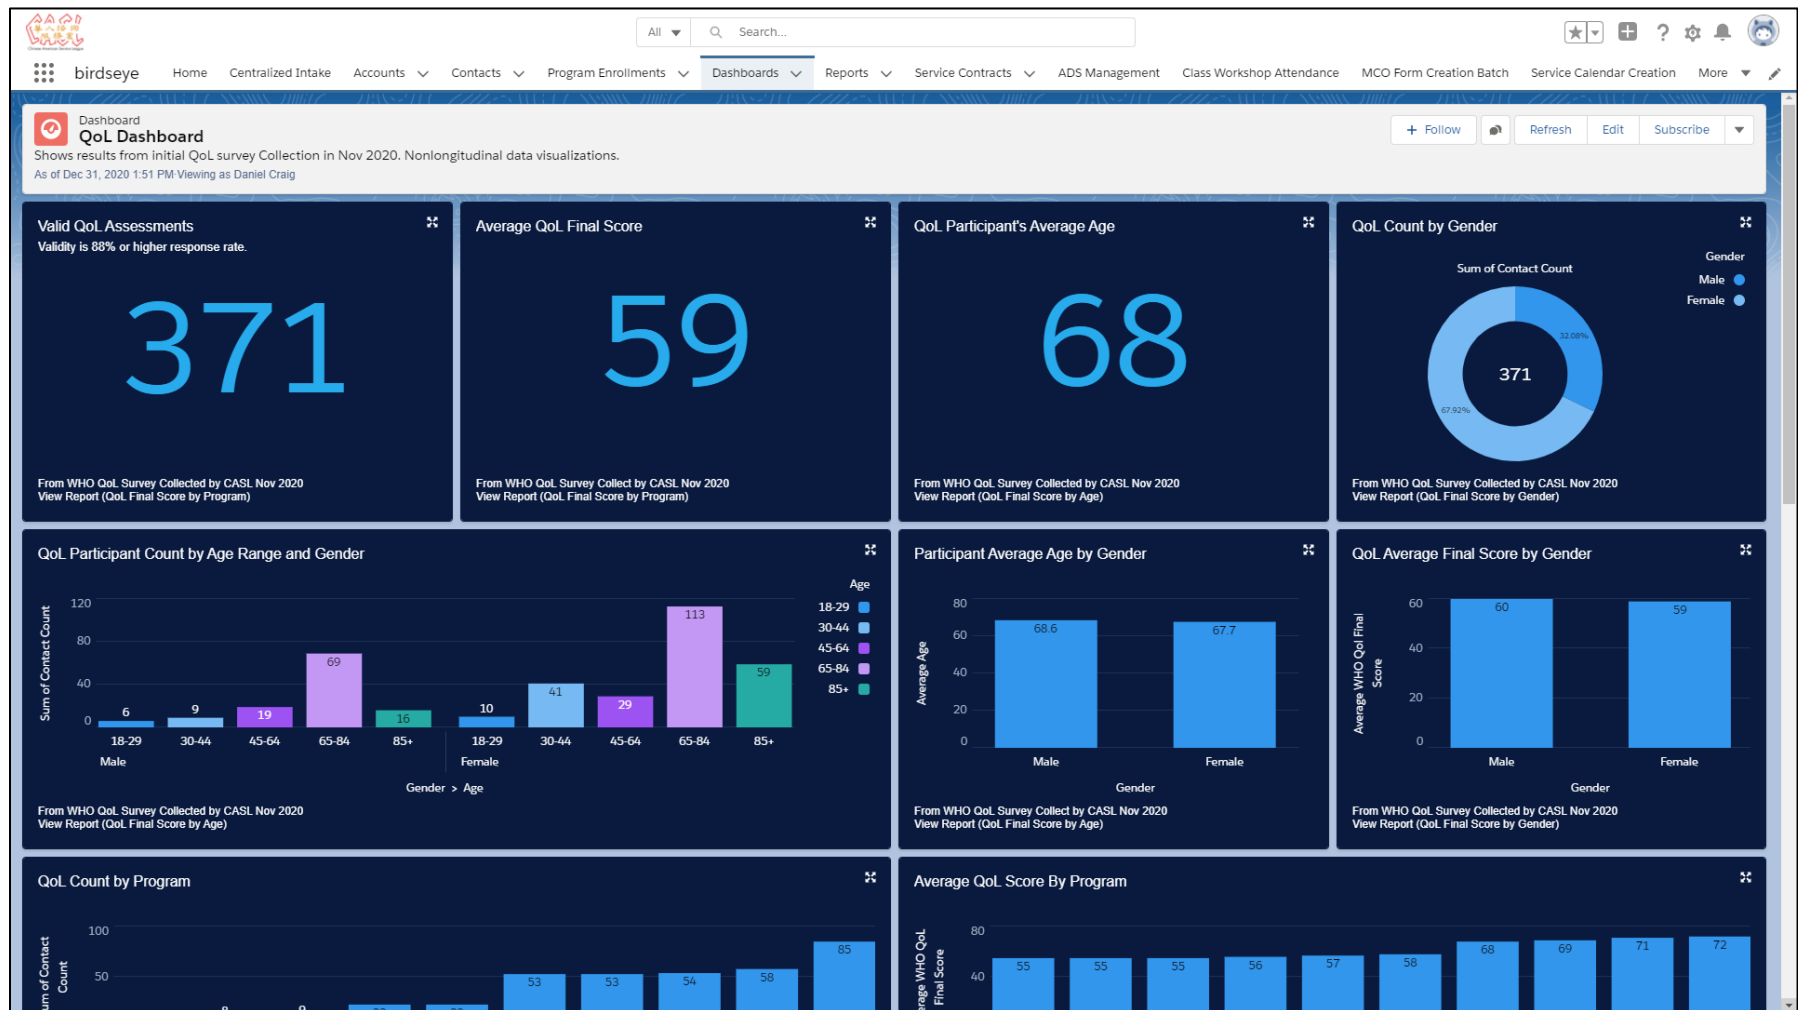 CASL
Chinese American Service League
All
Search...
birdseye
Home
Centralized Intake
Accounts
Contacts
Program Enrollments
Dashboards
Reports
Service Contracts
ADS Management
Class Workshop Attendance
MCO Form Creation Batch
Service Calendar Creation
More
Dashboard
QoL Dashboard
Shows results from initial QoL survey Collection in Nov 2020. Nonlongitudinal data visualizations.
As of Dec 31, 2020 1:51 PM·Viewing as Daniel Craig
+ Follow
Refresh
Edit
Subscribe
Valid QoL Assessments
Validity is 88% or higher response rate.
371
From WHO QoL Survey Collected by CASL Nov 2020
View Report (QoL Final Score by Program)
Average QoL Final Score
59
From WHO QoL Survey Collect by CASL Nov 2020
View Report (QoL Final Score by Program)
QoL Participant's Average Age
68
From WHO QoL Survey Collected by CASL Nov 2020
View Report (QoL Final Score by Age)
QoL Count by Gender
Sum of Contact Count
Gender
Male
Female
32.08%
371
67.92%
From WHO QoL Survey Collected by CASL Nov 2020
View Report (QoL Final Score by Gender)
QoL Participant Count by Age Range and Gender
Sum of Contact Count
120
80
40
0
6
9
19
69
16
10
41
29
113
59
18-29
30-44
45-64
65-84
85+
18-29
30-44
45-64
65-84
85+
Male
Female
Gender > Age
Age
18-29
30-44
45-64
65-84
85+
From WHO QoL Survey Collected by CASL Nov 2020
View Report (QoL Final Score by Age)
Participant Average Age by Gender
Average Age
80
60
40
20
0
68.6
67.7
Male
Female
Gender
From WHO QoL Survey Collect by CASL Nov 2020
View Report (QoL Final Score by Age)
QoL Average Final Score by Gender
Average WHO Qol Final
Score
60
40
20
0
60
59
Male
Female
Gender
From WHO QoL Survey Collected by CASL Nov 2020
View Report (QoL Final Score by Gender)
QoL Count by Program
of Contact
Count
100
50
53
53
54
58
85
Average QoL Score By Program
WHO QoL
Final Score
80
40
55
55
55
56
57
58
68
69
71
72